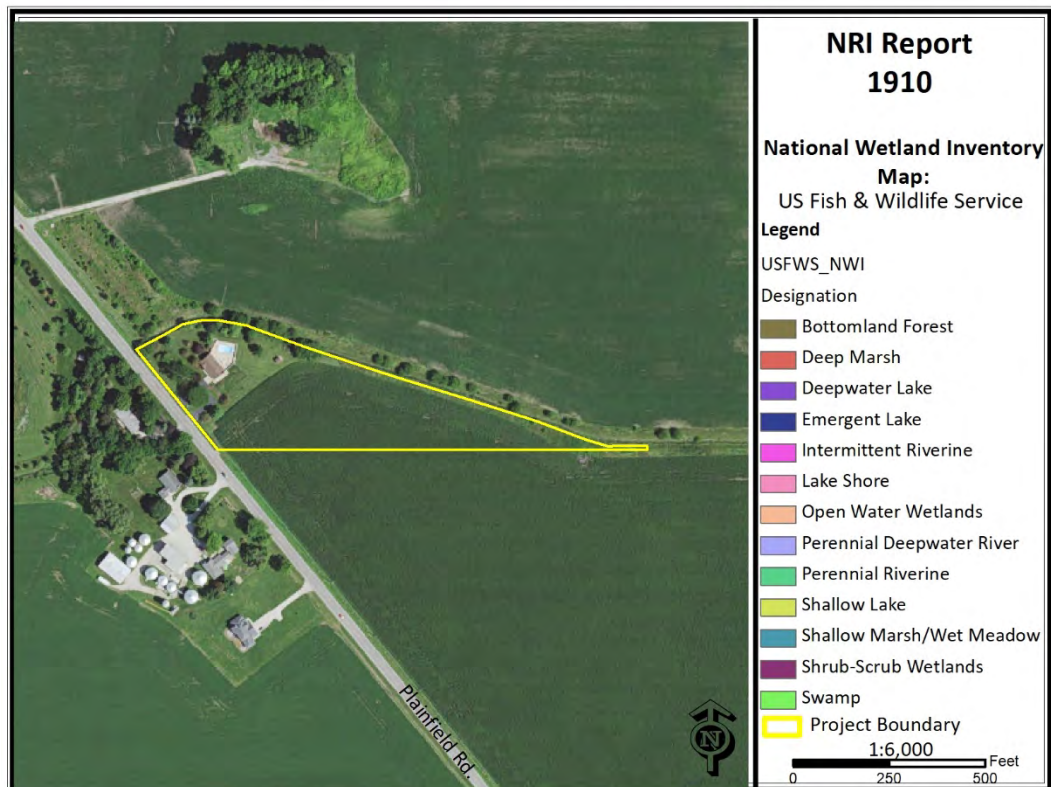 NRI Report
1910
National Wetland Inventory
Map:
US Fish & Wildlife Service
Legend
USFWS_NWI
Designation
Bottomland Forest
Deep Marsh
Deepwater Lake
Emergent Lake
Intermittent Riverine
Lake Shore
Open Water Wetlands
Perennial Deepwater River
Perennial Riverine
Shallow Lake
Shallow Marsh/Wet Meadow
Shrub-Scrub Wetlands
Swamp
Project Boundary
1:6,000
Feet
0 250 500
Plainfield Rd.
N